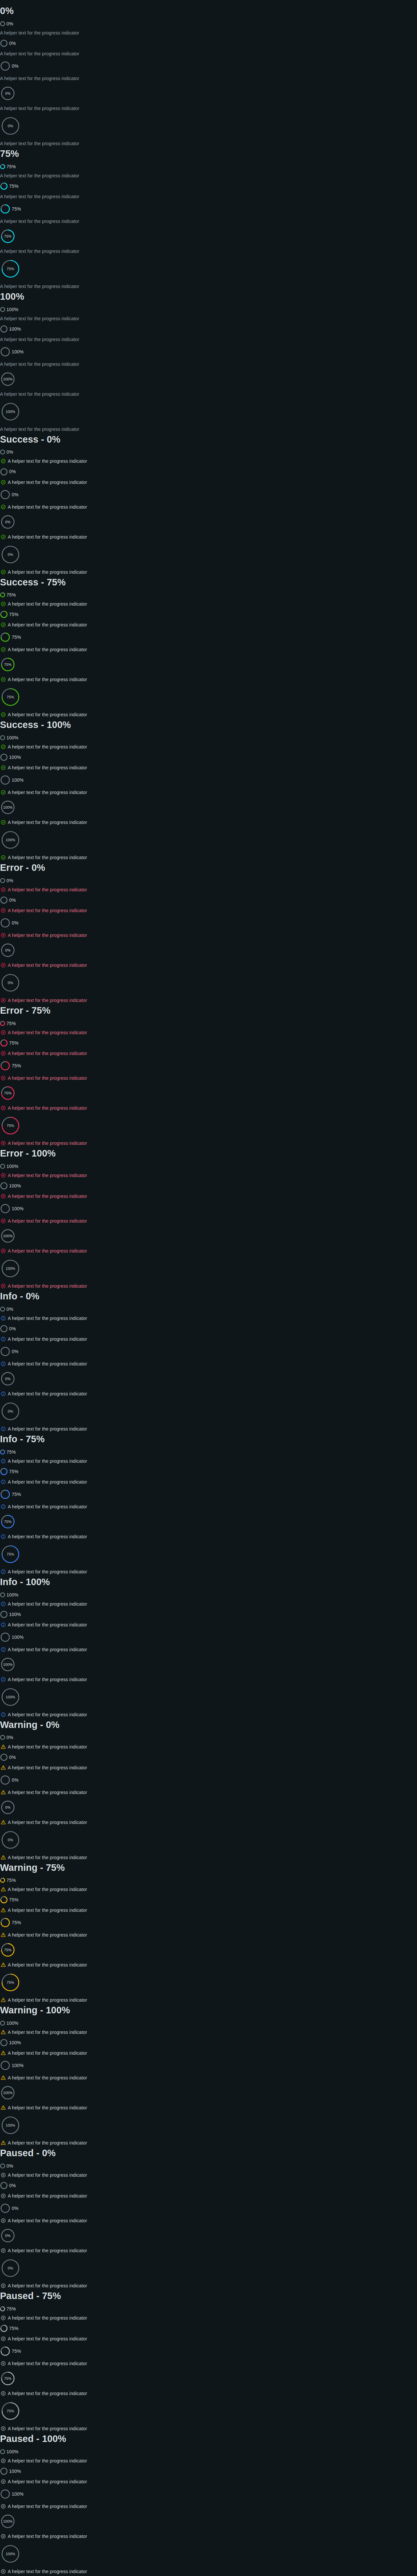 0%
0%
A helper text for the progress indicator
0%
A helper text for the progress indicator
0%
A helper text for the progress indicator
0%
A helper text for the progress indicator
0%
A helper text for the progress indicator
75%
75%
A helper text for the progress indicator
75%
A helper text for the progress indicator
75%
A helper text for the progress indicator
75%
A helper text for the progress indicator
75%
A helper text for the progress indicator
100%
100%
A helper text for the progress indicator
100%
A helper text for the progress indicator
100%
A helper text for the progress indicator
100%
A helper text for the progress indicator
100%
A helper text for the progress indicator
Success - 0%
0%
A helper text for the progress indicator
0%
A helper text for the progress indicator
0%
A helper text for the progress indicator
0%
A helper text for the progress indicator
0%
A helper text for the progress indicator
Success - 75%
75%
A helper text for the progress indicator
75%
A helper text for the progress indicator
75%
A helper text for the progress indicator
75%
A helper text for the progress indicator
75%
A helper text for the progress indicator
Success - 100%
100%
A helper text for the progress indicator
100%
A helper text for the progress indicator
100%
A helper text for the progress indicator
100%
A helper text for the progress indicator
100%
A helper text for the progress indicator
Error - 0%
0%
A helper text for the progress indicator
0%
A helper text for the progress indicator
0%
A helper text for the progress indicator
0%
A helper text for the progress indicator
0%
A helper text for the progress indicator
Error - 75%
75%
A helper text for the progress indicator
75%
A helper text for the progress indicator
75%
A helper text for the progress indicator
75%
A helper text for the progress indicator
75%
A helper text for the progress indicator
Error - 100%
100%
A helper text for the progress indicator
100%
A helper text for the progress indicator
100%
A helper text for the progress indicator
100%
A helper text for the progress indicator
100%
A helper text for the progress indicator
Info - 0%
0%
A helper text for the progress indicator
0%
A helper text for the progress indicator
0%
A helper text for the progress indicator
0%
A helper text for the progress indicator
0%
A helper text for the progress indicator
Info - 75%
75%
A helper text for the progress indicator
75%
A helper text for the progress indicator
75%
A helper text for the progress indicator
75%
A helper text for the progress indicator
75%
A helper text for the progress indicator
Info - 100%
100%
A helper text for the progress indicator
100%
A helper text for the progress indicator
100%
A helper text for the progress indicator
100%
A helper text for the progress indicator
100%
A helper text for the progress indicator
Warning - 0%
0%
A helper text for the progress indicator
0%
A helper text for the progress indicator
0%
A helper text for the progress indicator
0%
A helper text for the progress indicator
0%
A helper text for the progress indicator
Warning - 75%
75%
A helper text for the progress indicator
75%
A helper text for the progress indicator
75%
A helper text for the progress indicator
75%
A helper text for the progress indicator
75%
A helper text for the progress indicator
Warning - 100%
100%
A helper text for the progress indicator
100%
A helper text for the progress indicator
100%
A helper text for the progress indicator
100%
A helper text for the progress indicator
100%
A helper text for the progress indicator
Paused - 0%
0%
A helper text for the progress indicator
0%
A helper text for the progress indicator
0%
A helper text for the progress indicator
0%
A helper text for the progress indicator
0%
A helper text for the progress indicator
Paused - 75%
75%
A helper text for the progress indicator
75%
A helper text for the progress indicator
75%
A helper text for the progress indicator
75%
A helper text for the progress indicator
75%
A helper text for the progress indicator
Paused - 100%
100%
A helper text for the progress indicator
100%
A helper text for the progress indicator
100%
A helper text for the progress indicator
100%
A helper text for the progress indicator
100%
A helper text for the progress indicator